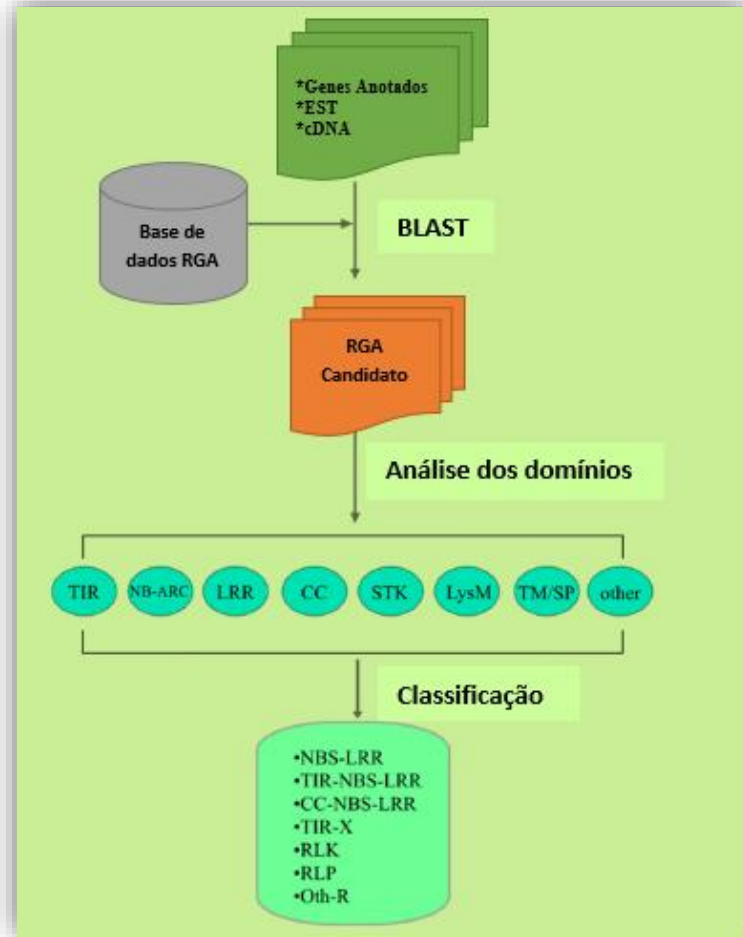 *Genes Anotados
*EST
*cDNA
Base de
dados RGA
BLAST
RGA
Candidato
Análise dos domínios
TIR
NB-ARC
LRR
CC
STK
LysM
TM/SP
other
Classificação
•NBS-LRR
•TIR-NBS-LRR
•CC-NBS-LRR
•TIR-X
•RLK
•RLP
•Oth-R